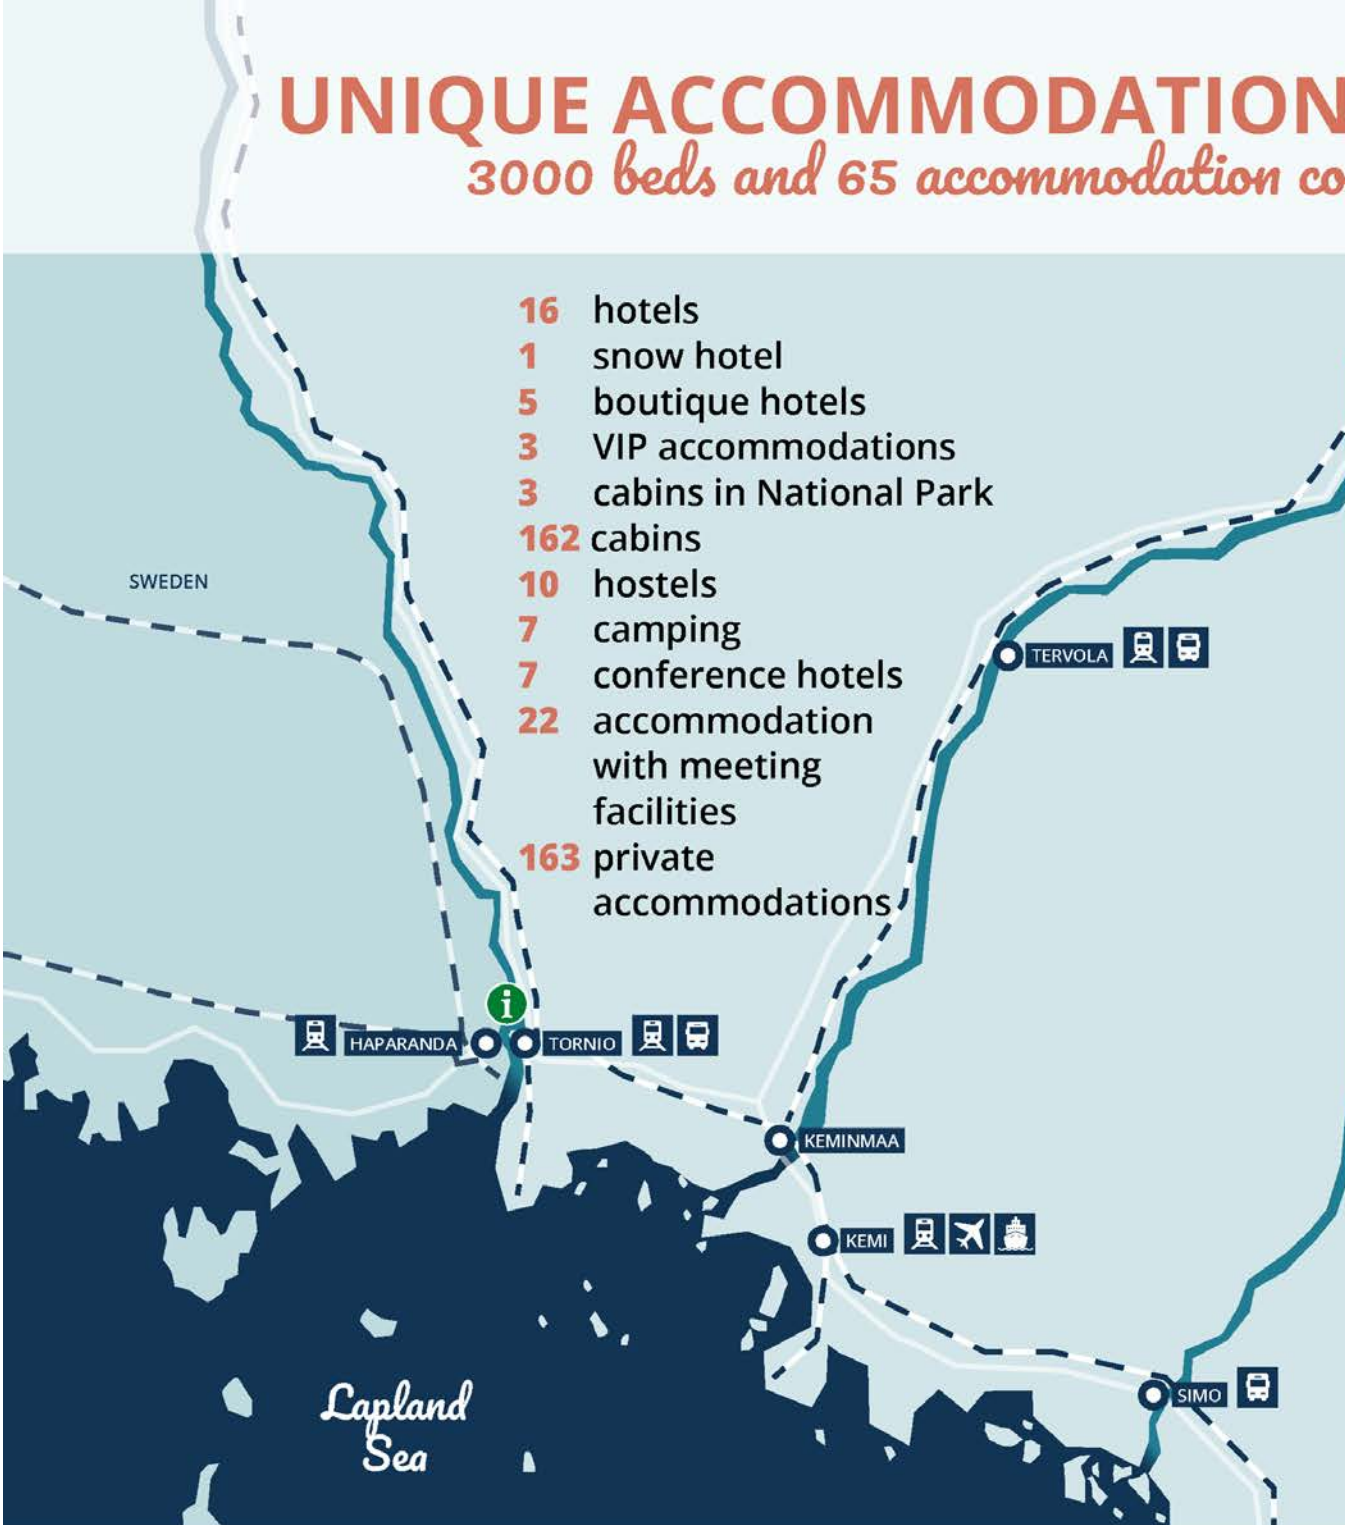 UNIQUE ACCOMMODATION
3000 beds and 65 accommodation co
16 hotels
1 snow hotel
5 boutique hotels
3 VIP accommodations
3 cabins in National Park
162 cabins
10 hostels
7 camping
7 conference hotels
22 accommodation
with meeting
facilities
163 private
accommodations
SWEDEN
TERVOLA
i
HAPARANDA
TORNIO
KEMINMAA
KEMI
SIMO
Lapland
Sea